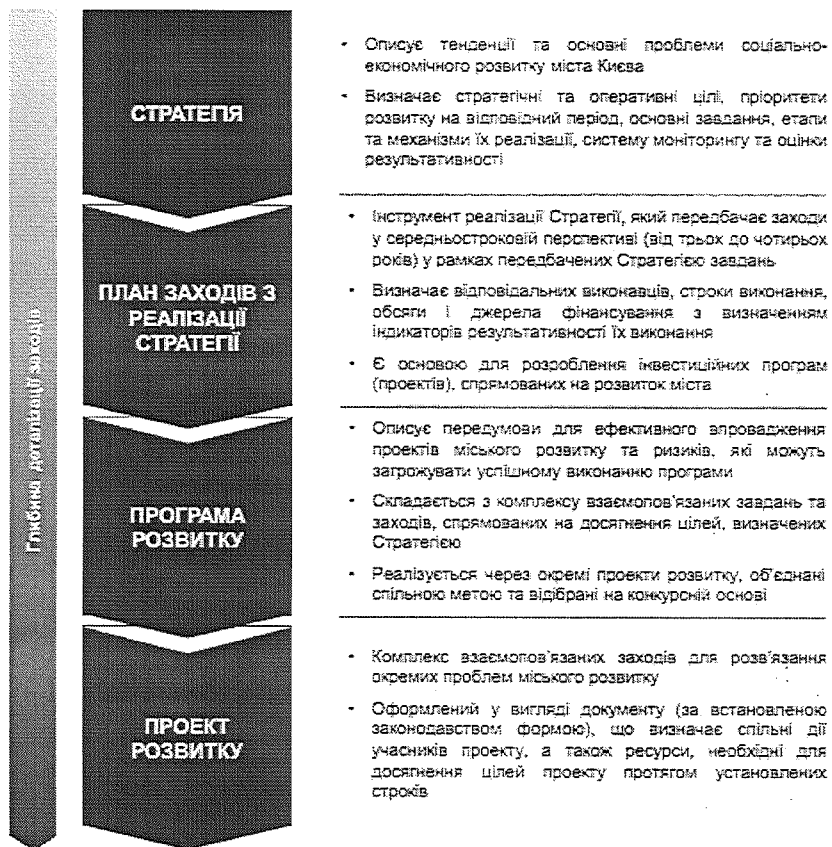 Глибина деталізації заходів
СТРАТЕГІЯ
• Описує тенденції та основні проблеми соціально-
економічного розвитку міста Києва
• Визначає стратегічні та оперативні цілі, пріоритети
розвитку на відповідний період, основні завдання, етапи
та механізми їх реалізації, систему моніторингу та оцінки
результативності
ПЛАН ЗАХОДІВ З
РЕАЛІЗАЦІЇ
СТРАТЕГІЇ
• Інструмент реалізації Стратегії, який передбачає заходи
у середньостроковій перспективі (від трьох до чотирьох
років) у рамках передбачених Стратегією завдань
• Визначає відповідальних виконавців, строки виконання,
обсяги і джерела фінансування з визначенням
індикаторів результативності їх виконання
• Є основою для розроблення інвестиційних програм
(проектів), спрямованих на розвиток міста
ПРОГРАМА
РОЗВИТКУ
• Описує передумови для ефективного впровадження
проектів міського розвитку та ризиків, які можуть
загрожувати успішному виконанню програми
• Складається з комплексу взаємопов'язаних завдань та
заходів, спрямованих на досягнення цілей, визначених
Стратегією
• Реалізується через окремі проекти розвитку, об'єднані
спільною метою та відібрані на конкурсній основі
ПРОЕКТ
РОЗВИТКУ
• Комплекс взаємопов'язаних заходів для розв'язання
окремих проблем міського розвитку
• Оформлений у вигляді документу (за встановленою
законодавством формою), що визначає спільні дії
учасників проекту, а також ресурси, необхідні для
досягнення цілей проекту протягом установлених
строків